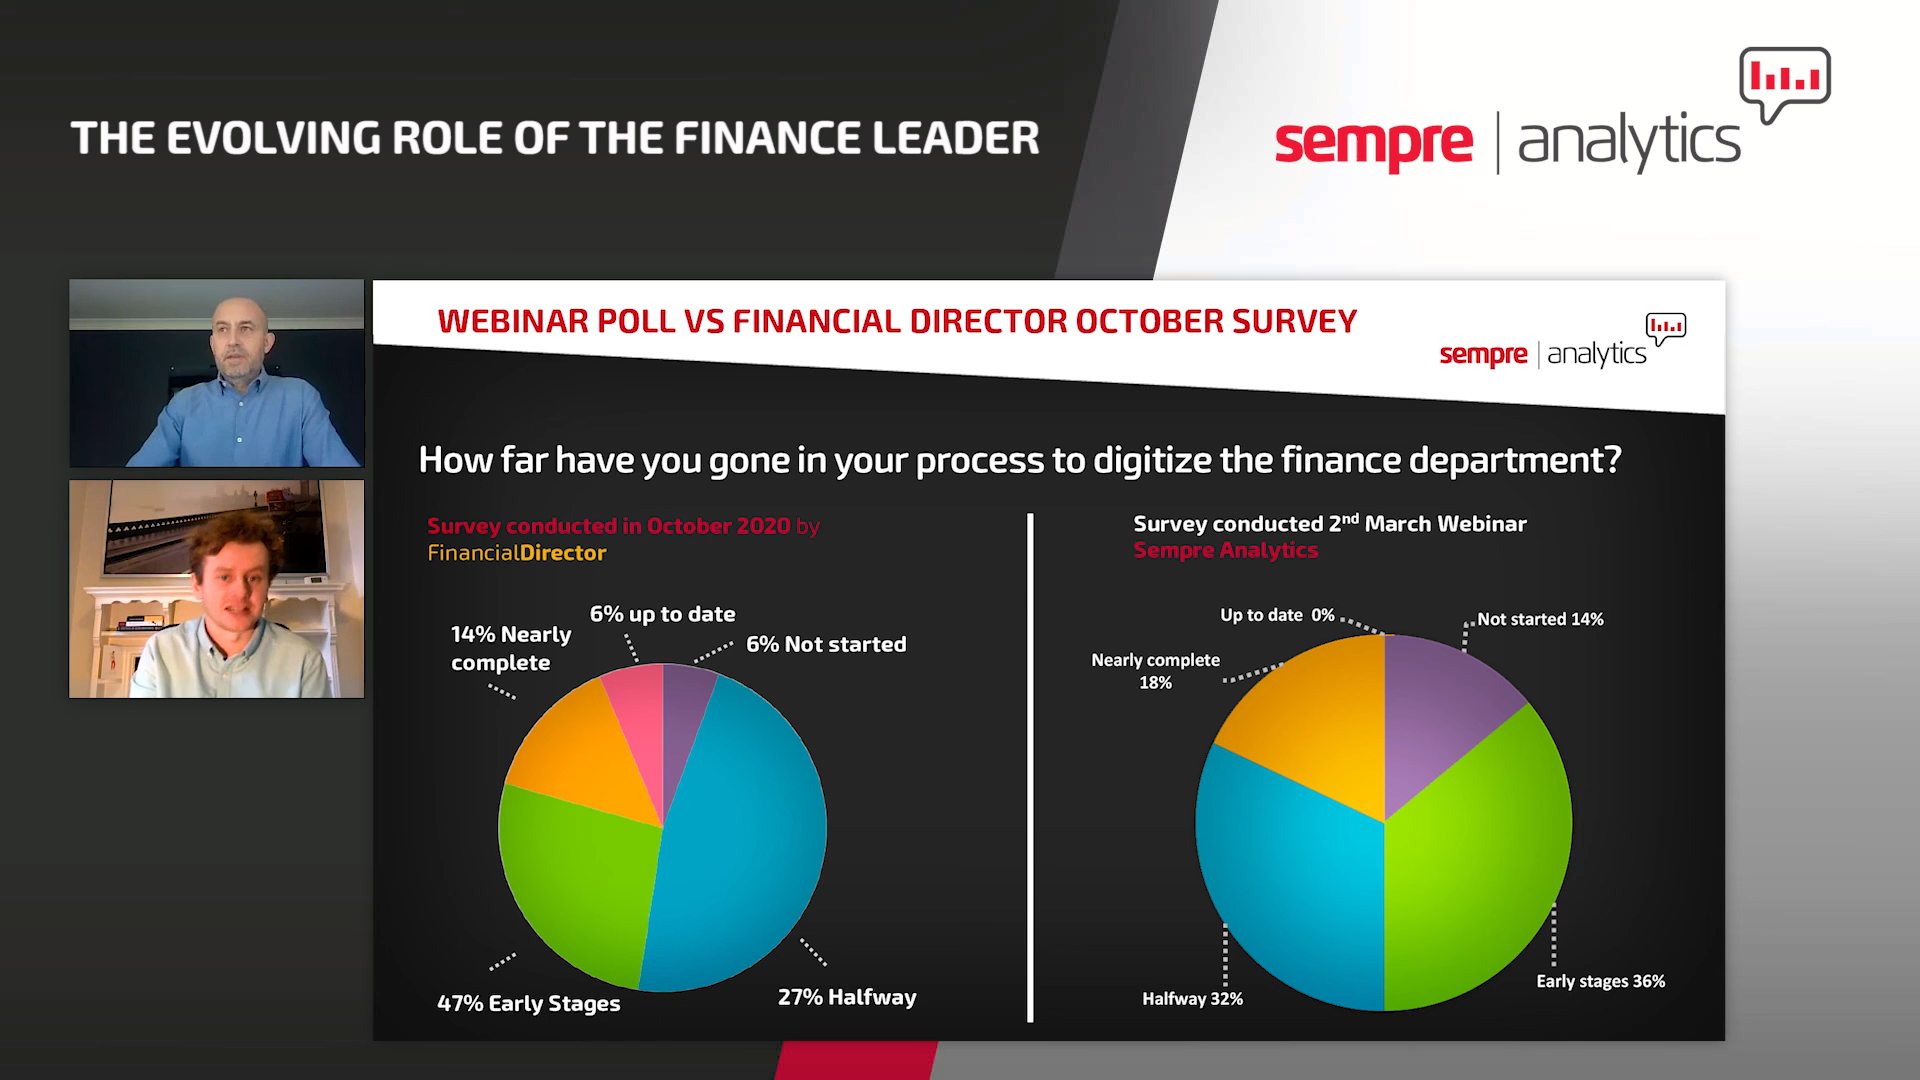 THE EVOLVING ROLE OF THE FINANCE LEADER
sempre | analytics
WEBINAR POLL VS FINANCIAL DIRECTOR OCTOBER SURVEY
sempre | analytics
How far have you gone in your process to digitize the finance department?
Survey conducted in October 2020 by
FinancialDirector
6% up to date
14% Nearly
complete
6% Not started
47% Early Stages
27% Halfway
Survey conducted 2nd March Webinar
Sempre Analytics
Up to date 0%
Not started 14%
Nearly complete
18%
Early stages 36%
Halfway 32%